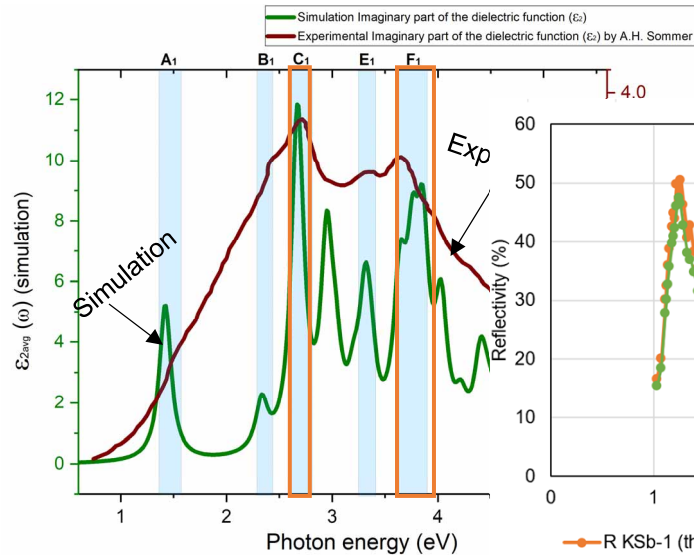 Simulation Imaginary part of the dielectric function (ε₂)
Experimental Imaginary part of the dielectric function (ε₂) by A.H. Sommer
A₁ B₁ C₁ E₁ F₁
12
10
8
6
4
2
0
ε2avg (ω) (simulation)
Simulation
Exp
4.0
1 2 3 4
Photon energy (eV)
60
50
40
30
20
10
0
Reflectivity (%)
0 1
R KSb-1 (th